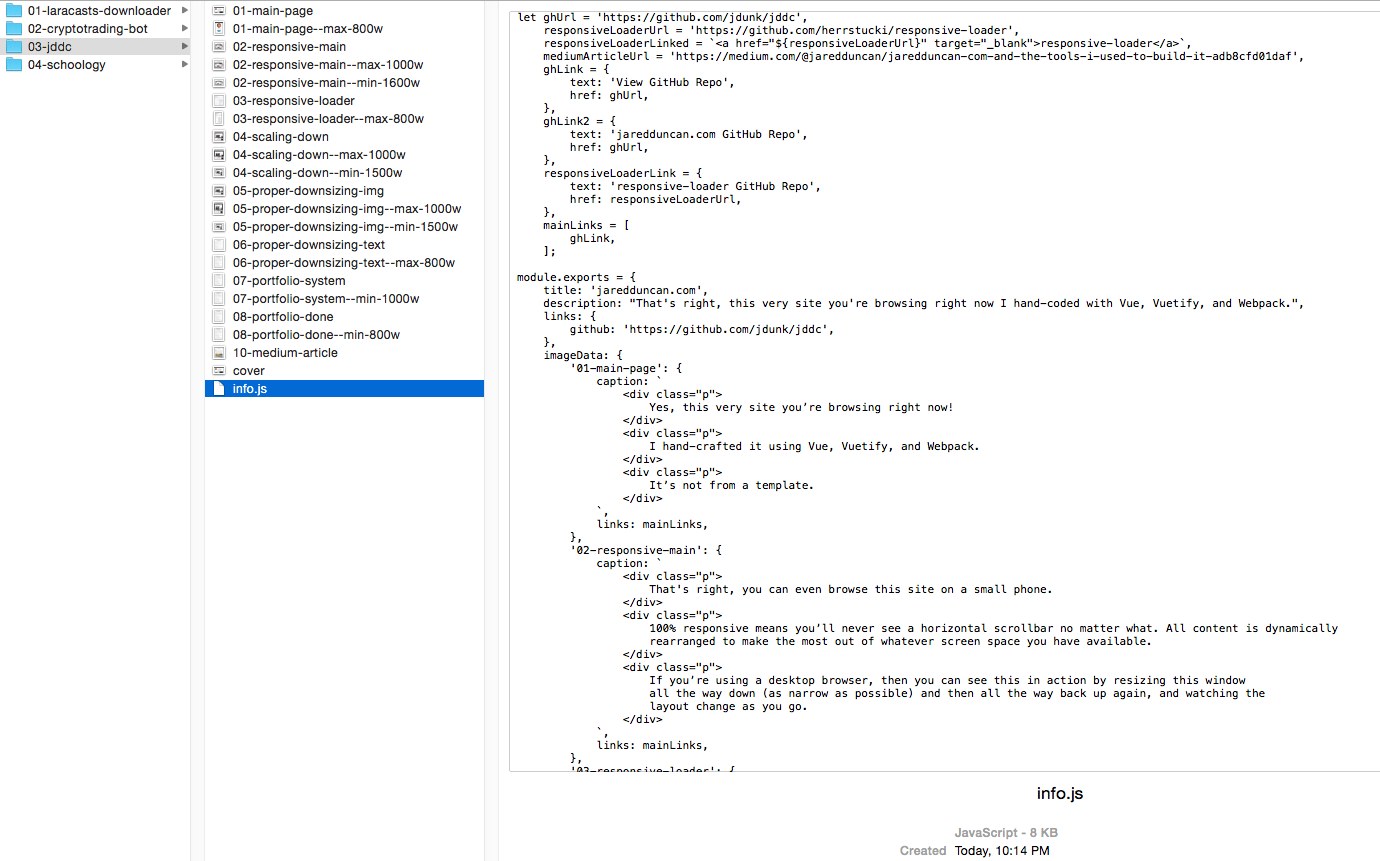 01-laracasts-downloader
02-cryptotrading-bot
03-jddc
04-schoology
01-main-page
01-main-page--max-800w
02-responsive-main
02-responsive-main--max-1000w
02-responsive-main--min-1600w
03-responsive-loader
03-responsive-loader--max-800w
04-scaling-down
04-scaling-down--max-1000w
04-scaling-down--min-1500w
05-proper-downsizing-img
05-proper-downsizing-img--max-1000w
05-proper-downsizing-img--min-1500w
06-proper-downsizing-text
06-proper-downsizing-text--max-800w
07-portfolio-system
07-portfolio-system--min-1000w
08-portfolio-done
08-portfolio-done--min-800w
10-medium-article
cover
info.js
let ghUrl = 'https://github.com/jdunk/jddc',
    responsiveLoaderUrl = 'https://github.com/herrstucki/responsive-loader',
    responsiveLoaderLinked = `<a href="${responsiveLoaderUrl}" target="_blank">responsive-loader</a>`,
    mediumArticleUrl = 'https://medium.com/@jaredduncan/jaredduncan-com-and-the-tools-i-used-to-build-it-adb8cfd01daf',
    ghLink = {
        text: 'View GitHub Repo',
        href: ghUrl,
    },
    ghLink2 = {
        text: 'jaredduncan.com GitHub Repo',
        href: ghUrl,
    },
    responsiveLoaderLink = {
        text: 'responsive-loader GitHub Repo',
        href: responsiveLoaderUrl,
    },
    mainLinks = [
        ghLink,
    ];
module.exports = {
    title: 'jaredduncan.com',
    description: "That's right, this very site you're browsing right now I hand-coded with Vue, Vuetify, and Webpack.",
    links: {
        github: 'https://github.com/jdunk/jddc',
    },
    imageData: {
        '01-main-page': {
            caption: `
                <div class="p">
                    Yes, this very site you’re browsing right now!
                </div>
                <div class="p">
                    I hand-crafted it using Vue, Vuetify, and Webpack.
                </div>
                <div class="p">
                    It’s not from a template.
                </div>
            `,
            links: mainLinks,
        },
        '02-responsive-main': {
            caption: `
                <div class="p">
                    That's right, you can even browse this site on a small phone.
                </div>
                <div class="p">
                    100% responsive means you’ll never see a horizontal scrollbar no matter what. All content is dynamically
                    rearranged to make the most out of whatever screen space you have available.
                </div>
                <div class="p">
                    If you’re using a desktop browser, then you can see this in action by resizing this window
                    all the way down (as narrow as possible) and then all the way back up again, and watching the
                    layout change as you go.
                </div>
            `,
            links: mainLinks,
        },
        '03-responsive-loader': {
info.js
JavaScript - 8 KB
Created Today, 10:14 PM